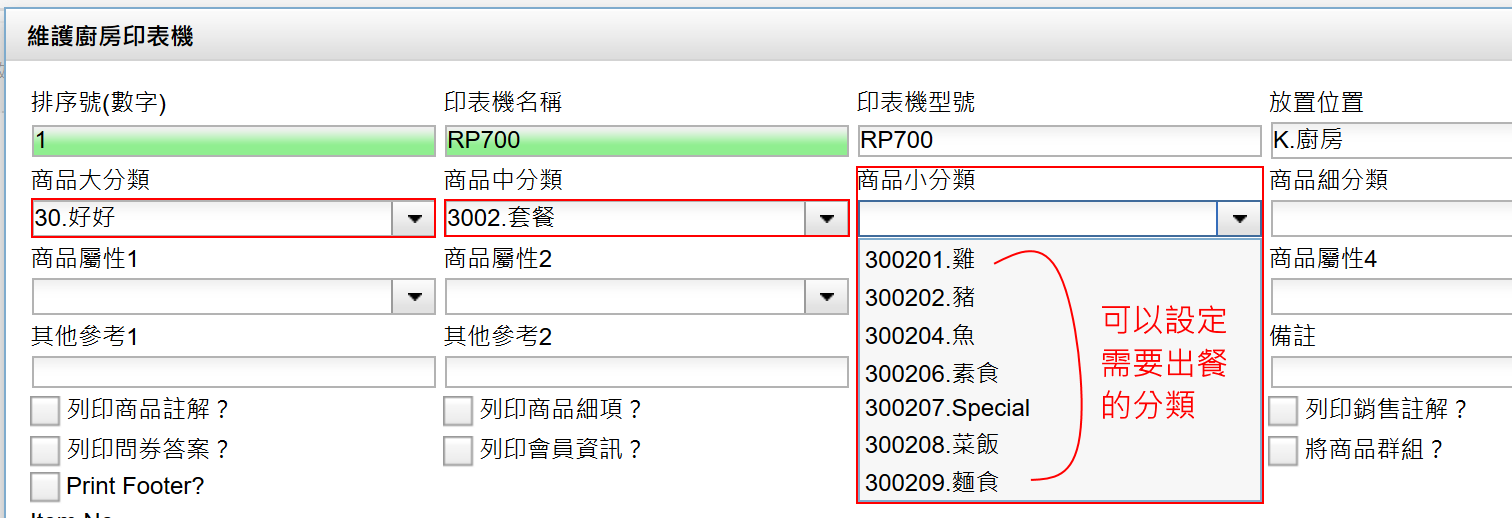 維護廚房印表機
排序號(數字)
印表機名稱
印表機型號
放置位置
1
RP700
RP700
K.廚房
商品大分類
商品中分類
商品小分類
商品細分類
30.好好
3002.套餐
商品屬性1
商品屬性2
商品屬性4
300201.雞
300202.豬
300204.魚
300206.素食
300207.Special
300208.菜飯
300209.麵食
可以設定
需要出餐
的分類
其他參考1
其他參考2
備註
列印商品註解？
列印商品細項？
列印銷售註解？
列印問券答案？
列印會員資訊？
將商品群組？
Print Footer?